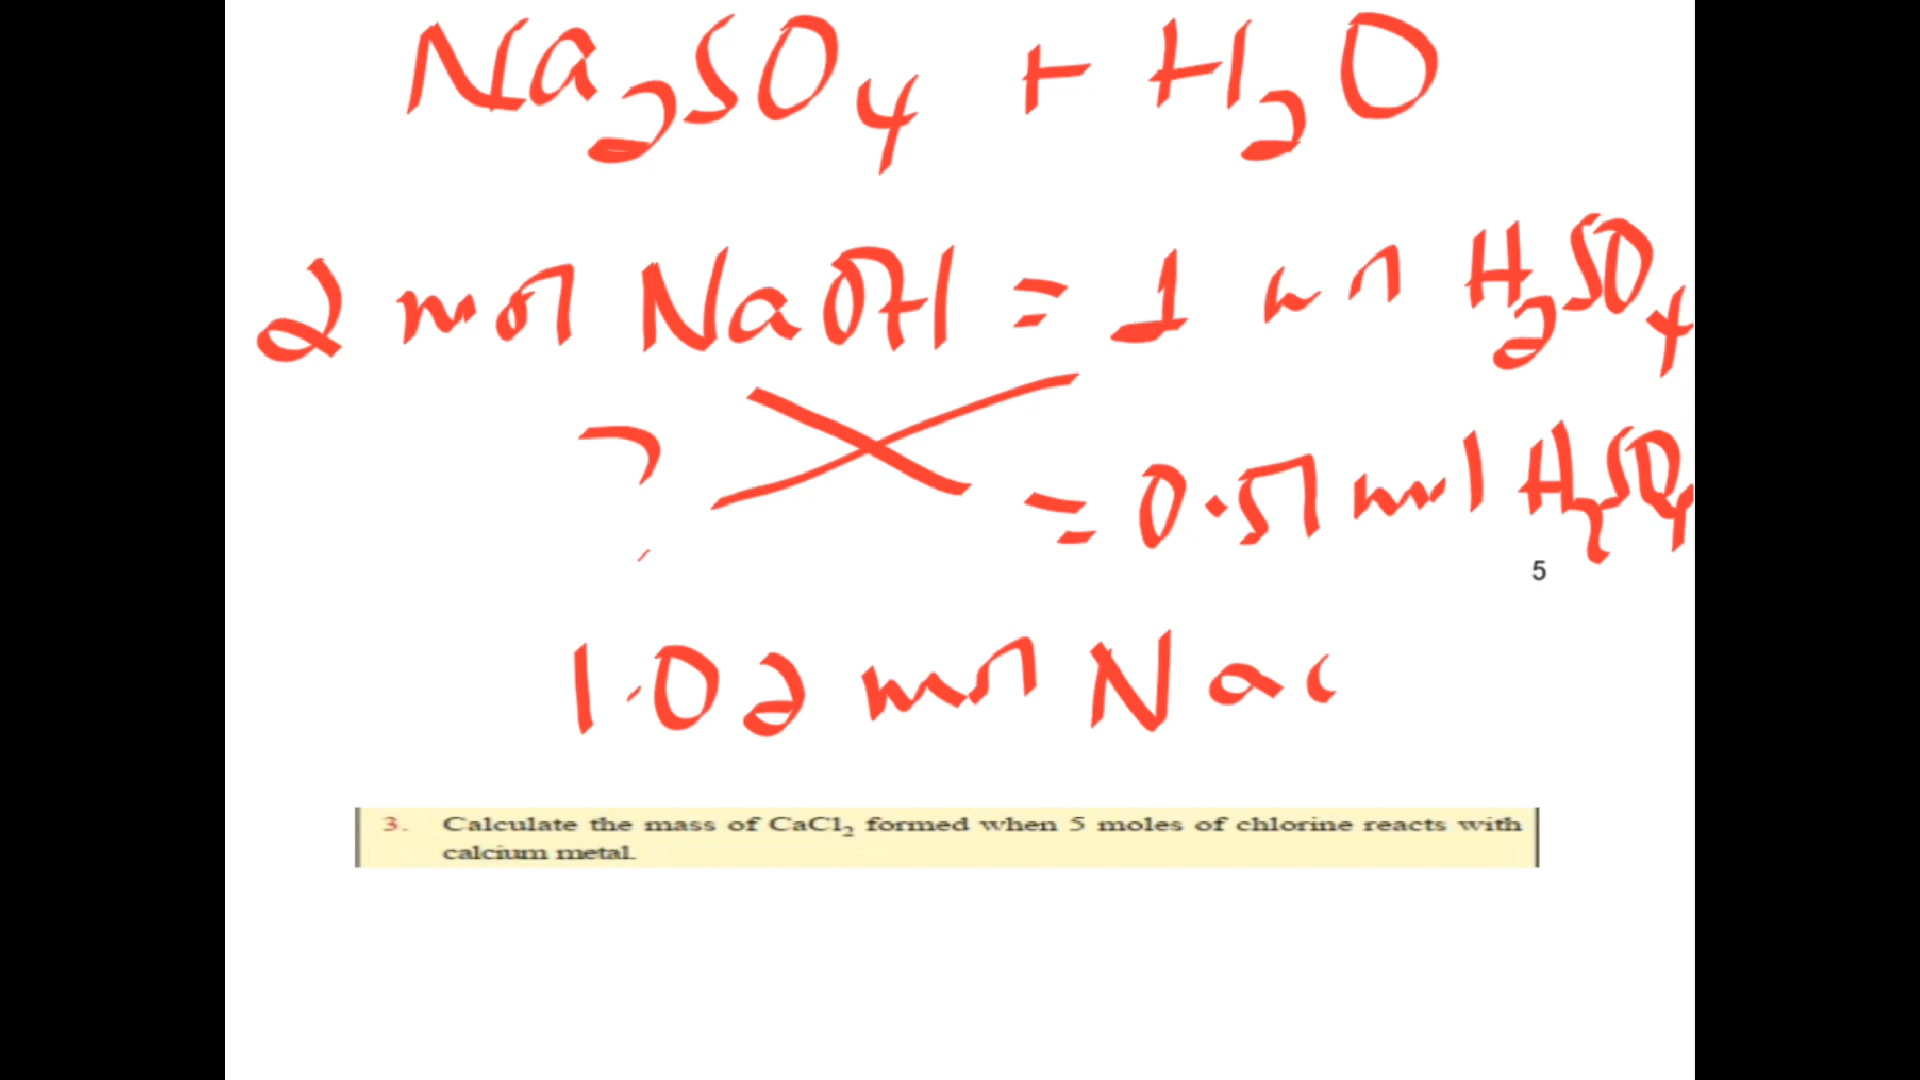 Na₂SO₄ + H₂O
2 mol NaOH = 1 mol H₂SO₄
? = 0.51 mol H₂SO₄
5
1.02 mol Na
3. Calculate the mass of CaCl₂ formed when 5 moles of chlorine reacts with
calcium metal.